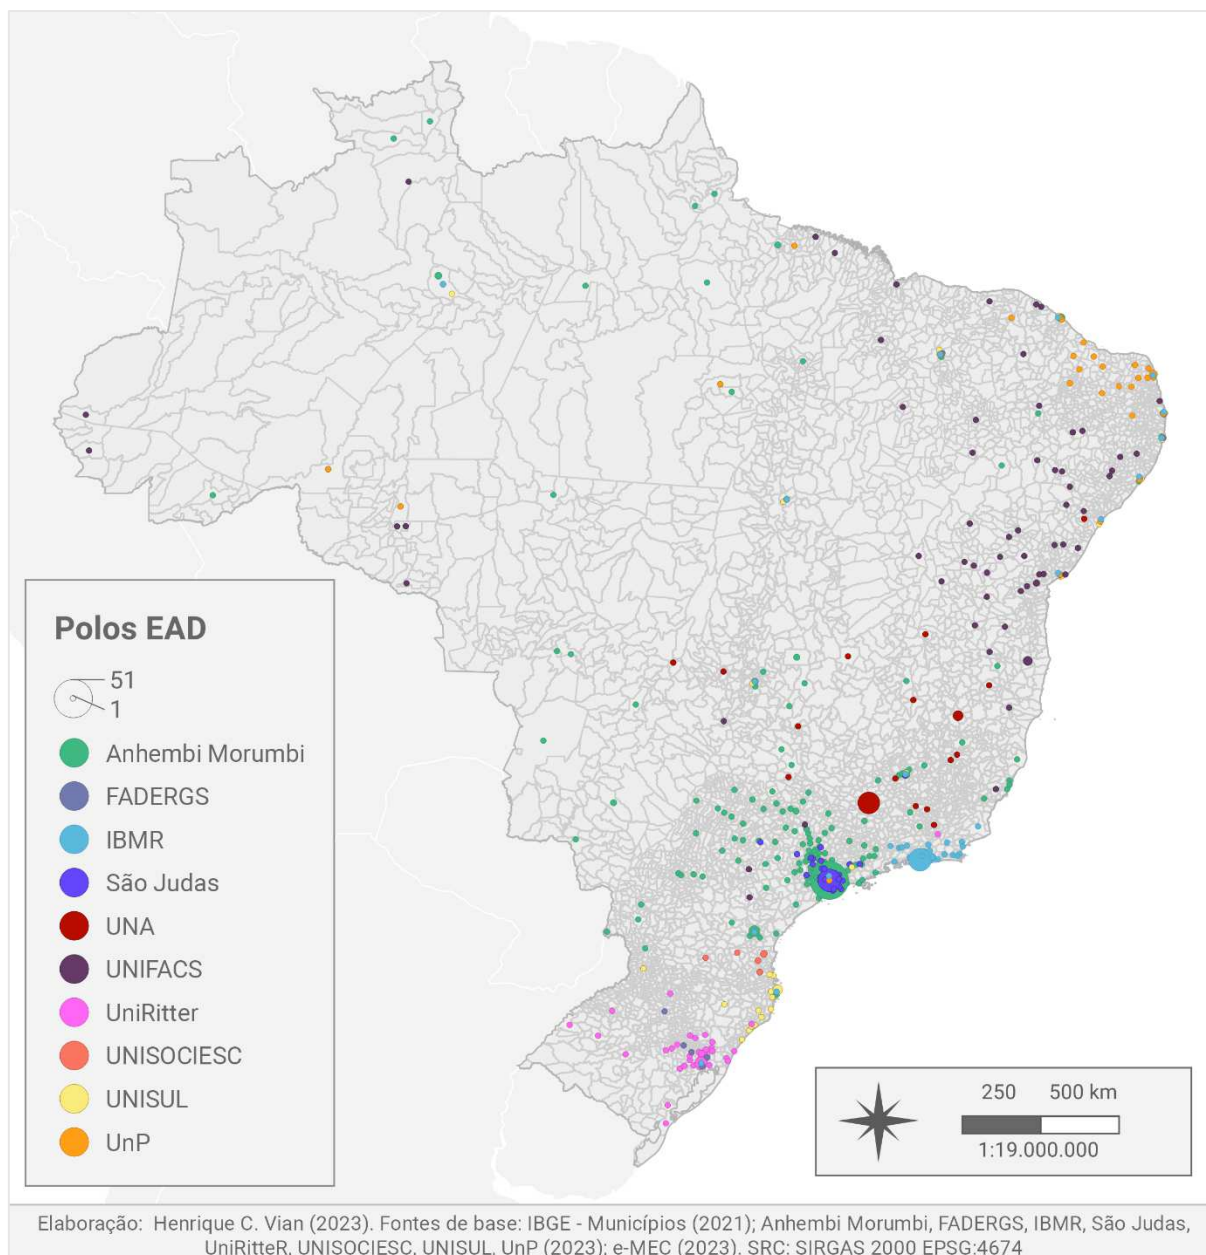 Polos EAD
51
1
Anhembi Morumbi
FADERGS
IBMR
São Judas
UNA
UNIFACS
UniRitter
UNISOCIESC
UNISUL
UnP
250 500 km
1:19.000.000
Elaboração: Henrique C. Vian (2023). Fontes de base: IBGE - Municípios (2021); Anhembi Morumbi, FADERGS, IBMR, São Judas,
UniRitteR, UNISOCIESC, UNISUL, UnP (2023); e-MEC (2023). SRC: SIRGAS 2000 EPSG:4674